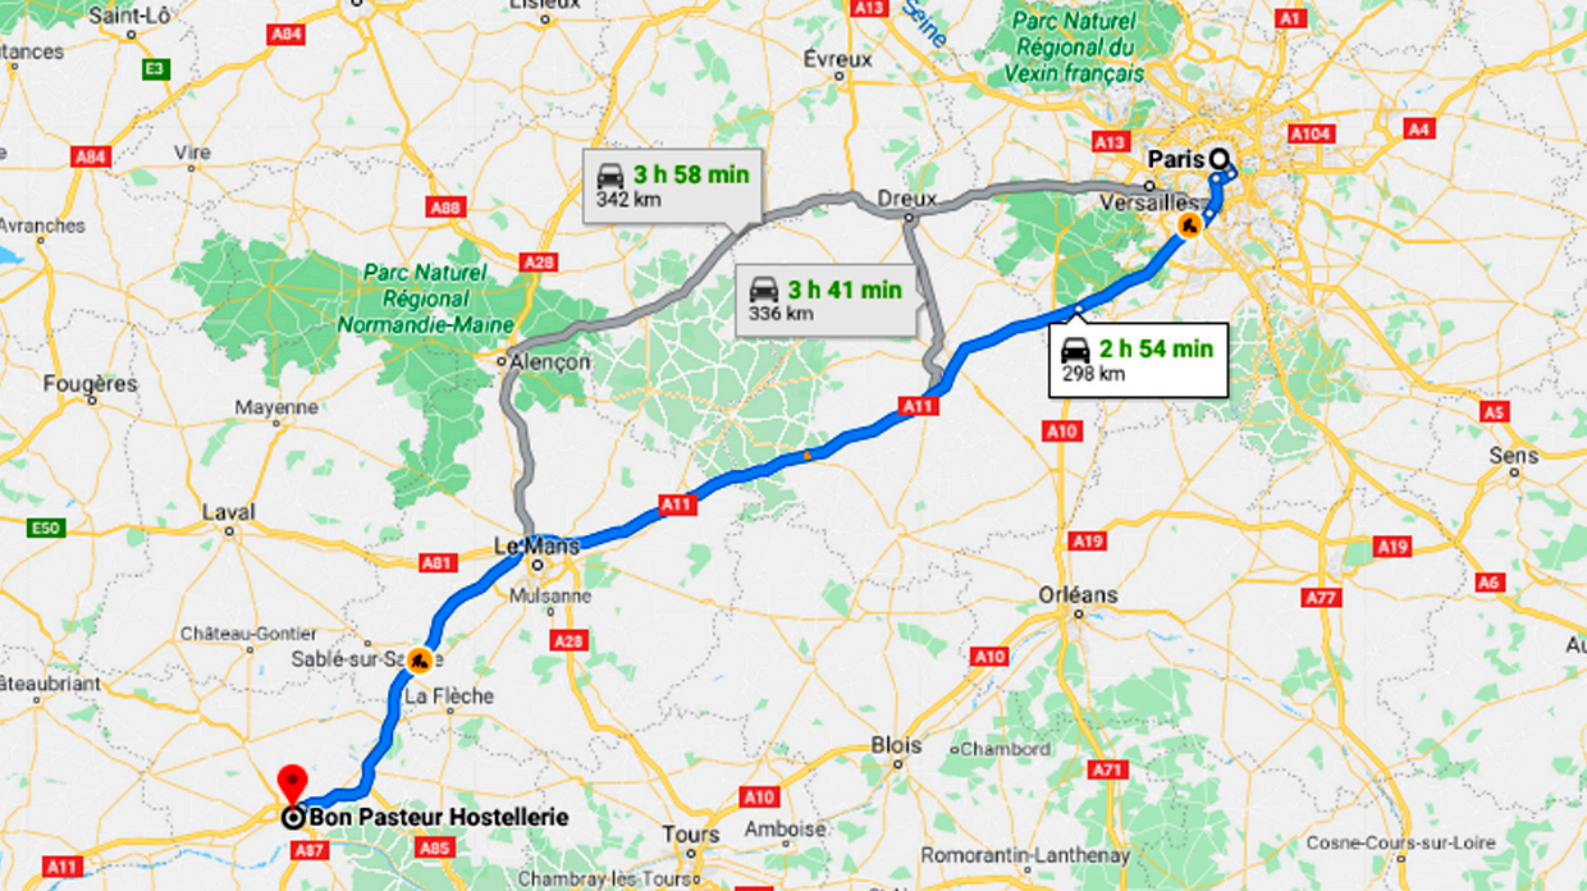 Saint-Lô
A84
Lisieux
A13
Seine
Parc Naturel
Régional du
Vexin français
A1
E3
Évreux
A84
Vire
A13
A104
A4
Paris
3 h 58 min
342 km
Dreux
Versailles
A88
Avranches
A28
Parc Naturel
Régional
Normandie-Maine
3 h 41 min
336 km
2 h 54 min
298 km
Alençon
Fougères
Mayenne
A11
A10
A5
Sens
Laval
A11
E50
A81
Le Mans
A19
A19
A6
Mulsanne
Orléans
A77
Château-Gontier
A28
Sablé-sur-Sa
e
A10
âteaubriant
La Flèche
Blois
Chambord
A71
A10
Bon Pasteur Hostellerie
A87
A85
A11
Tours
Amboise
Cosne-Cours-sur-Loire
Romorantin-Lanthenay
Chambray-lès-Tours